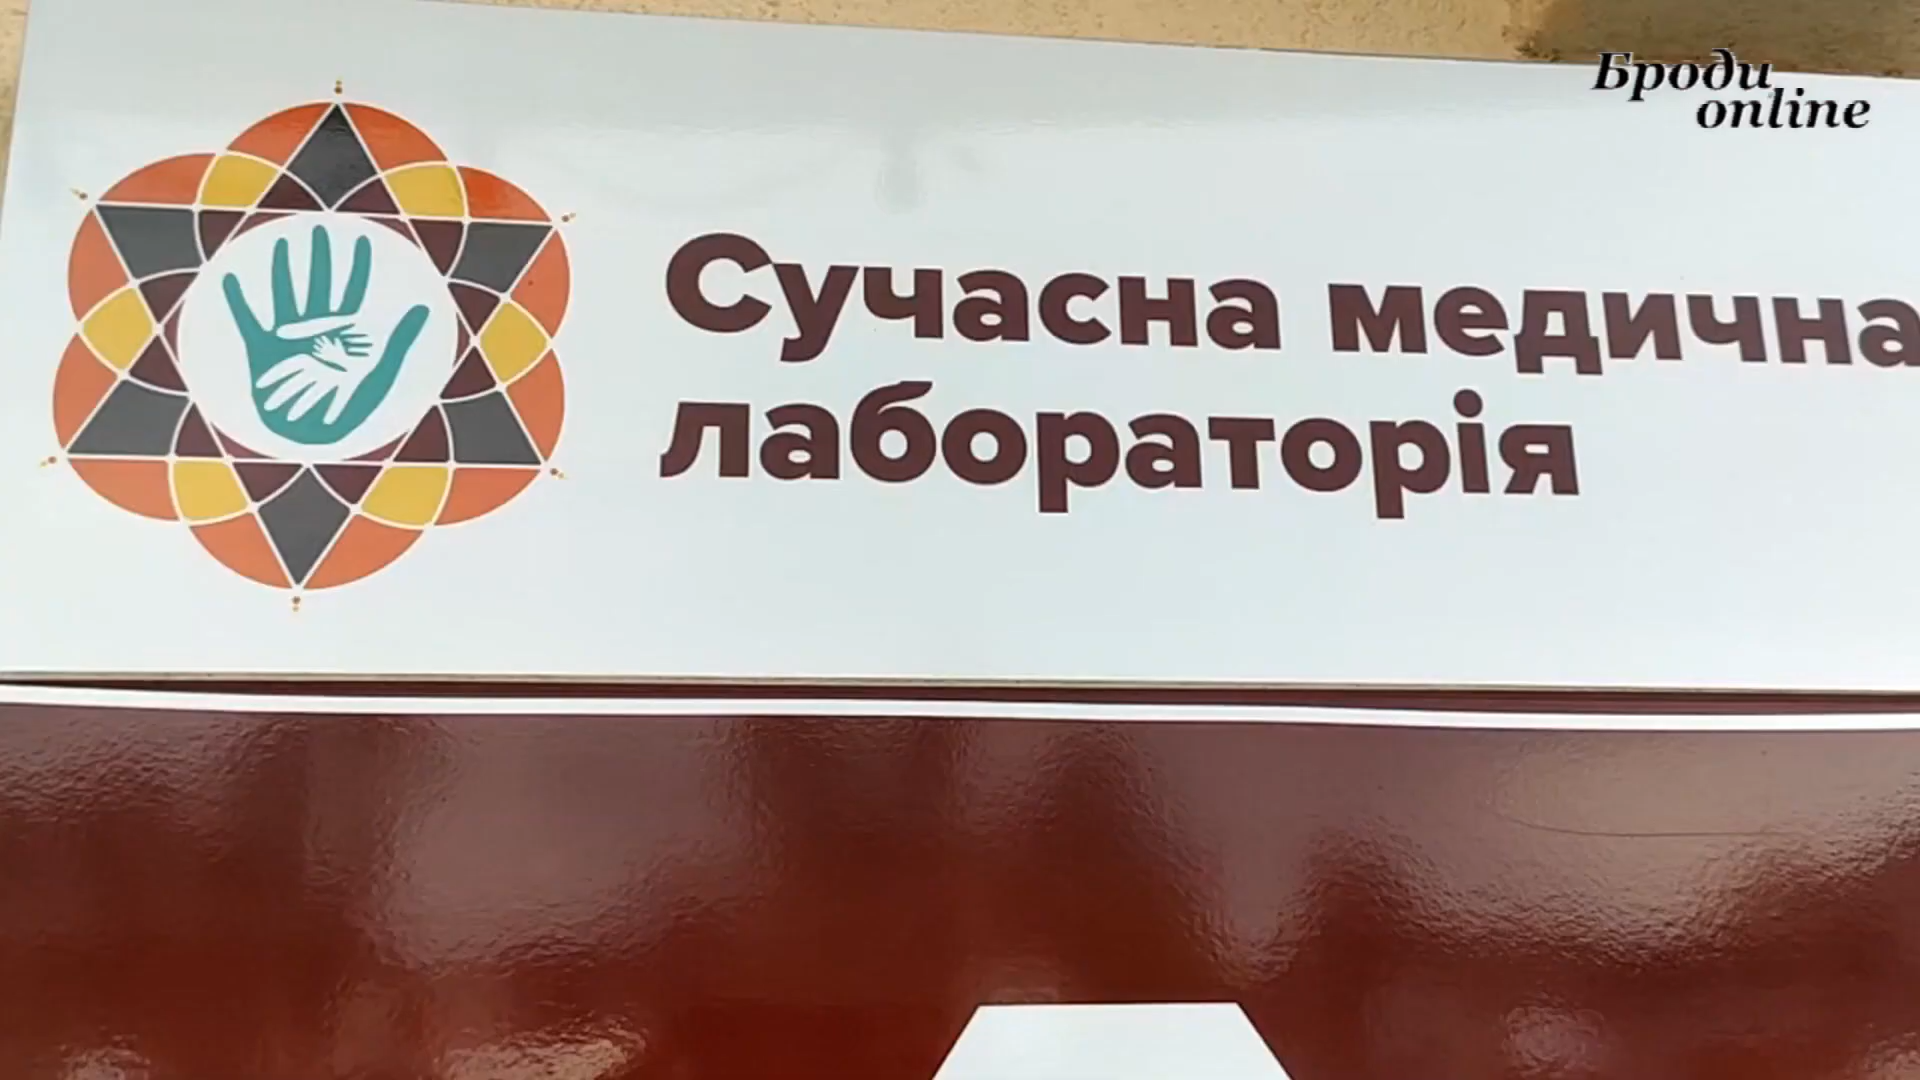 Броди
online
Сучасна медична
лабораторія